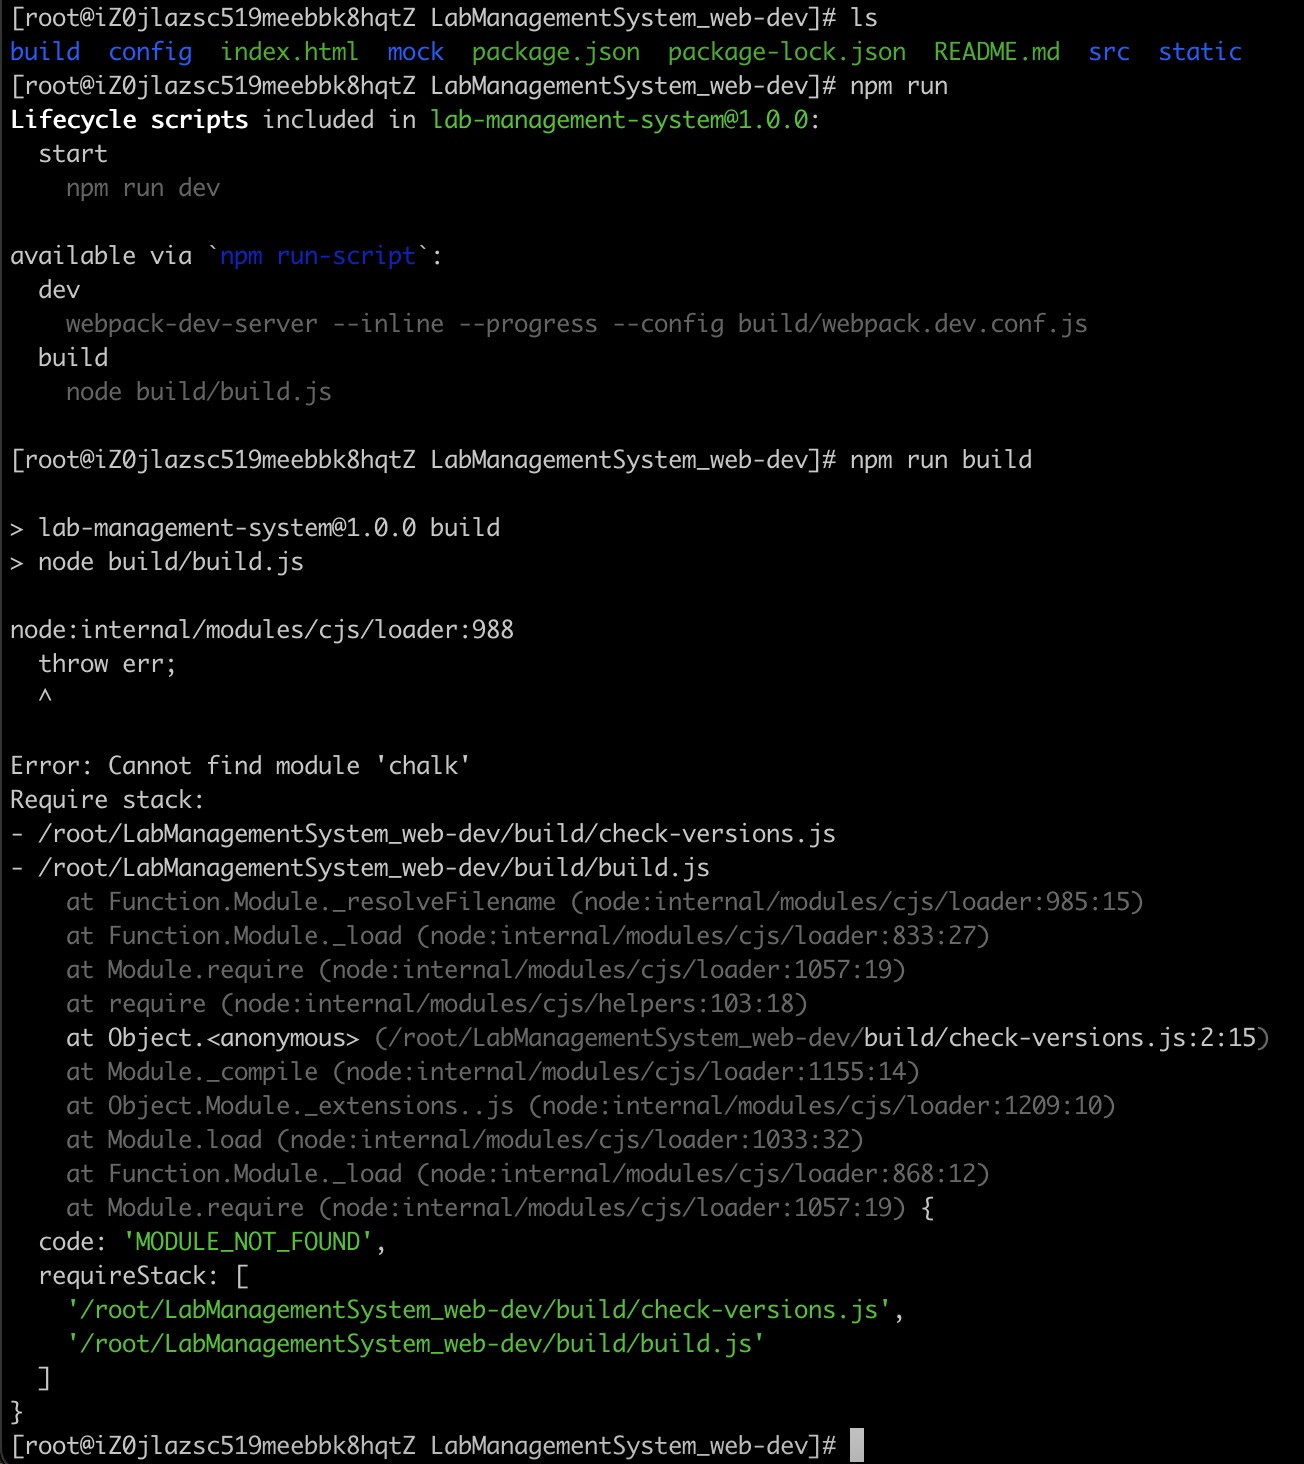 [root@iZ0jlazsc519meebbk8hqtZ LabManagementSystem_web-dev]# ls
build  config  index.html  mock  package.json  package-lock.json  README.md  src  static
[root@iZ0jlazsc519meebbk8hqtZ LabManagementSystem_web-dev]# npm run
Lifecycle scripts included in lab-management-system@1.0.0:
  start
    npm run dev

available via `npm run-script`:
  dev
    webpack-dev-server --inline --progress --config build/webpack.dev.conf.js
  build
    node build/build.js

[root@iZ0jlazsc519meebbk8hqtZ LabManagementSystem_web-dev]# npm run build

> lab-management-system@1.0.0 build
> node build/build.js

node:internal/modules/cjs/loader:988
  throw err;
  ^

Error: Cannot find module 'chalk'
Require stack:
- /root/LabManagementSystem_web-dev/build/check-versions.js
- /root/LabManagementSystem_web-dev/build/build.js
    at Function.Module._resolveFilename (node:internal/modules/cjs/loader:985:15)
    at Function.Module._load (node:internal/modules/cjs/loader:833:27)
    at Module.require (node:internal/modules/cjs/loader:1057:19)
    at require (node:internal/modules/cjs/helpers:103:18)
    at Object.<anonymous> (/root/LabManagementSystem_web-dev/build/check-versions.js:2:15)
    at Module._compile (node:internal/modules/cjs/loader:1155:14)
    at Object.Module._extensions..js (node:internal/modules/cjs/loader:1209:10)
    at Module.load (node:internal/modules/cjs/loader:1033:32)
    at Function.Module._load (node:internal/modules/cjs/loader:868:12)
    at Module.require (node:internal/modules/cjs/loader:1057:19) {
  code: 'MODULE_NOT_FOUND',
  requireStack: [
    '/root/LabManagementSystem_web-dev/build/check-versions.js',
    '/root/LabManagementSystem_web-dev/build/build.js'
  ]
}
[root@iZ0jlazsc519meebbk8hqtZ LabManagementSystem_web-dev]#